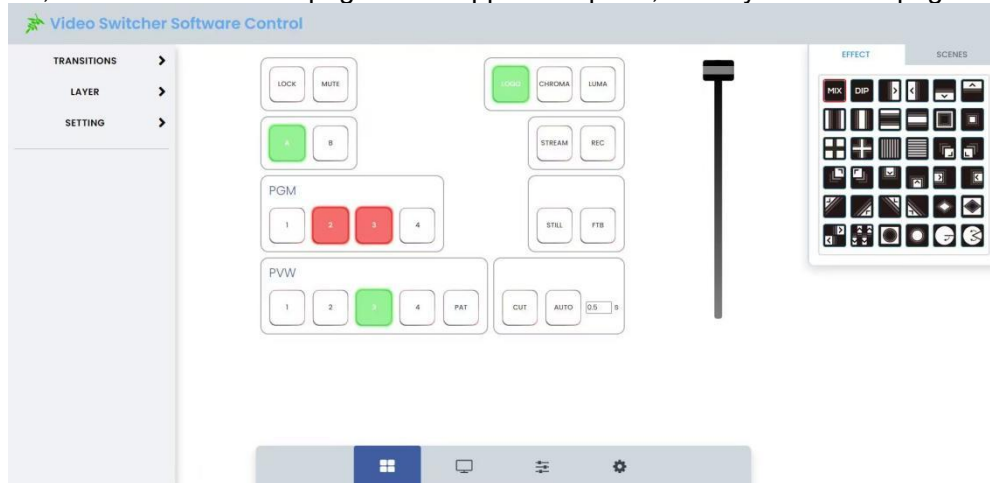 Video Switcher Software Control
TRANSITIONS
LAYER
SETTING
LOCK MUTE
CHROMA LUMA
A B
STREAM REC
PGM
1 2 3 4
STILL FTB
PVW
1 2 3 4 PAT
CUT AUTO 0.5 s
EFFECT SCENES
MIX DIP